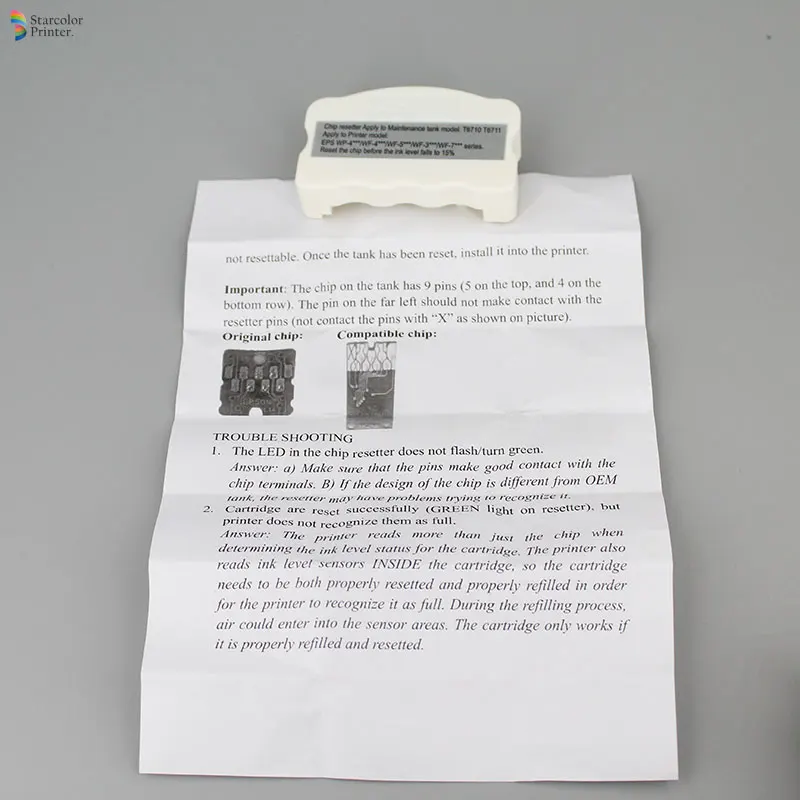 Starcolor
Printer.
Chip resetter Apply to Maintenance tank model: T6710 T6711
Apply to Printer model:
EPS WP-4***/WF-4***/WF-5***/WF-3***/WF-7*** series.
Reset the chip before the ink level falls to 15%
not resettable. Once the tank has been reset, install it into the printer.
Important: The chip on the tank has 9 pins (5 on the top, and 4 on the
bottom row). The pin on the far left should not make contact with the
resetter pins (not contact the pins with “X” as shown on picture).
Original chip: Compatible chip:
TROUBLE SHOOTING
1. The LED in the chip resetter does not flash/turn green.
Answer: a) Make sure that the pins make good contact with the
chip terminals. B) If the design of the chip is different from OEM
tank, the resetter may have problems trying to recognize it.
2. Cartridge are reset successfully (GREEN light on resetter), but
printer does not recognize them as full.
Answer: The printer reads more than just the chip when
determining the ink level status for the cartridge. The printer also
reads ink level sensors INSIDE the cartridge, so the cartridge
needs to be both properly resetted and properly refilled in order
for the printer to recognize it as full. During the refilling process,
air could enter into the sensor areas. The cartridge only works if
it is properly refilled and resetted.